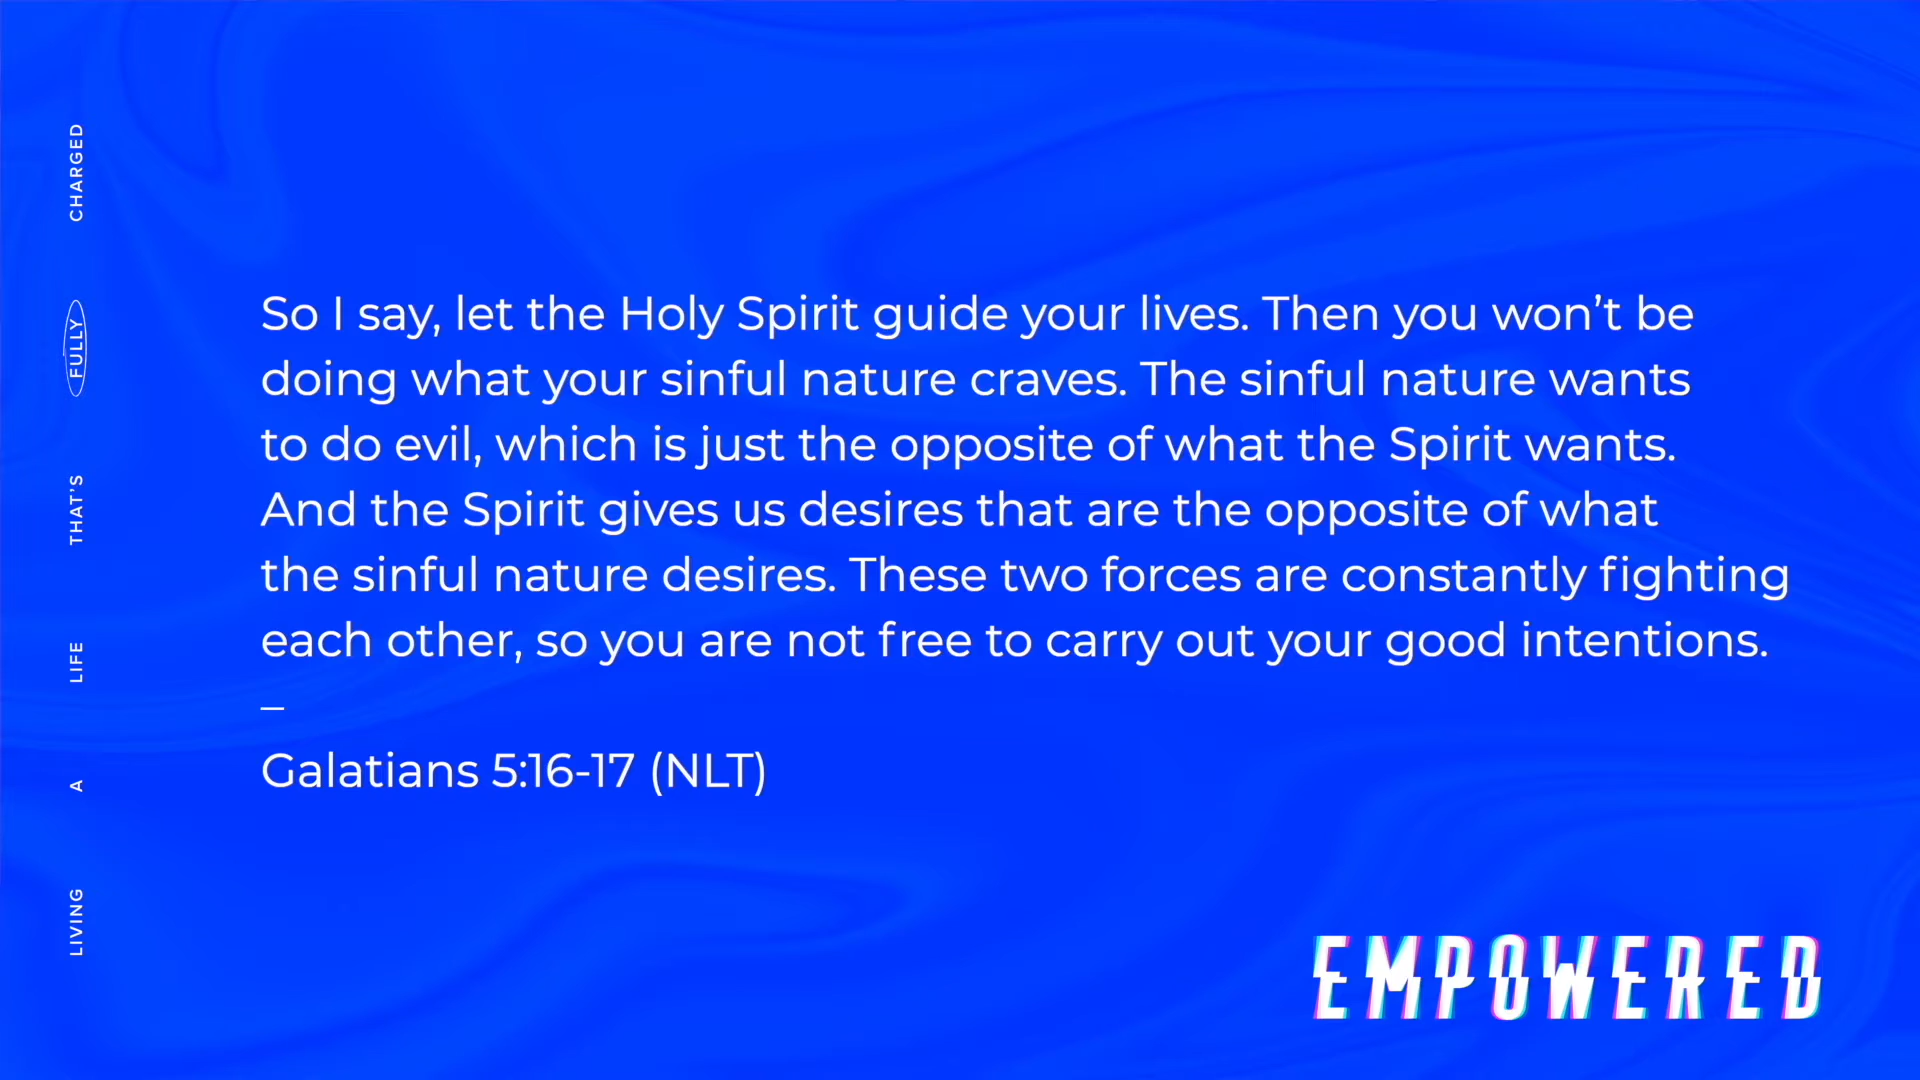 LIVING A LIFE THAT'S FULLY CHARGED
So I say, let the Holy Spirit guide your lives. Then you won’t be
doing what your sinful nature craves. The sinful nature wants
to do evil, which is just the opposite of what the Spirit wants.
And the Spirit gives us desires that are the opposite of what
the sinful nature desires. These two forces are constantly fighting
each other, so you are not free to carry out your good intentions.
–
Galatians 5:16-17 (NLT)
EMPOWERED